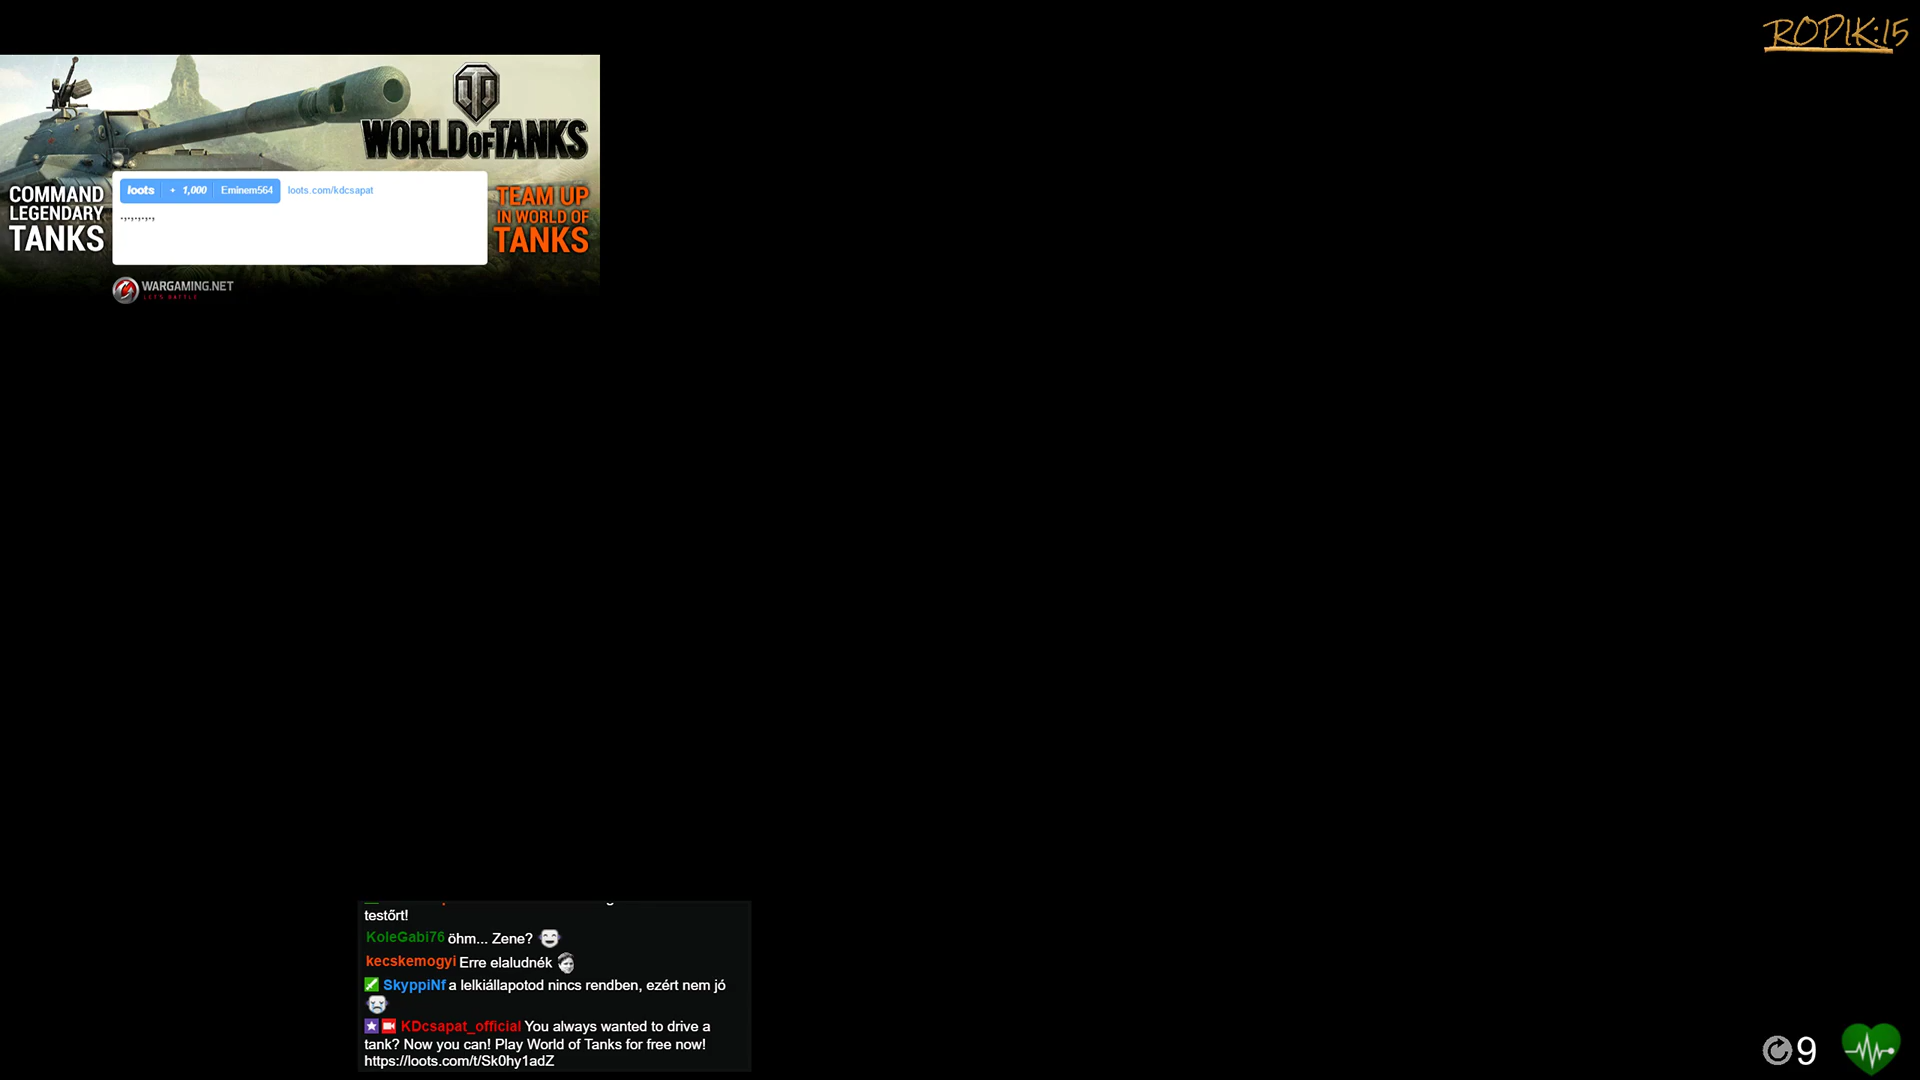 ROPIK:15
WORLD OF TANKS
COMMAND
LEGENDARY
TANKS
loots + 1,000 Eminem564 loots.com/kdcsapat
.,.,.,.,.,
TEAM UP
IN WORLD OF
TANKS
WARGAMING.NET
LET'S BATTLE
testőrt!
KoleGabi76 öhm... Zene?
kecskemogyi Erre elaludnék
SkyppiNf a lelkiállapotod nincs rendben, ezért nem jó
KDcsapat_official You always wanted to drive a
tank? Now you can! Play World of Tanks for free now!
https://loots.com/t/Sk0hy1adZ
9